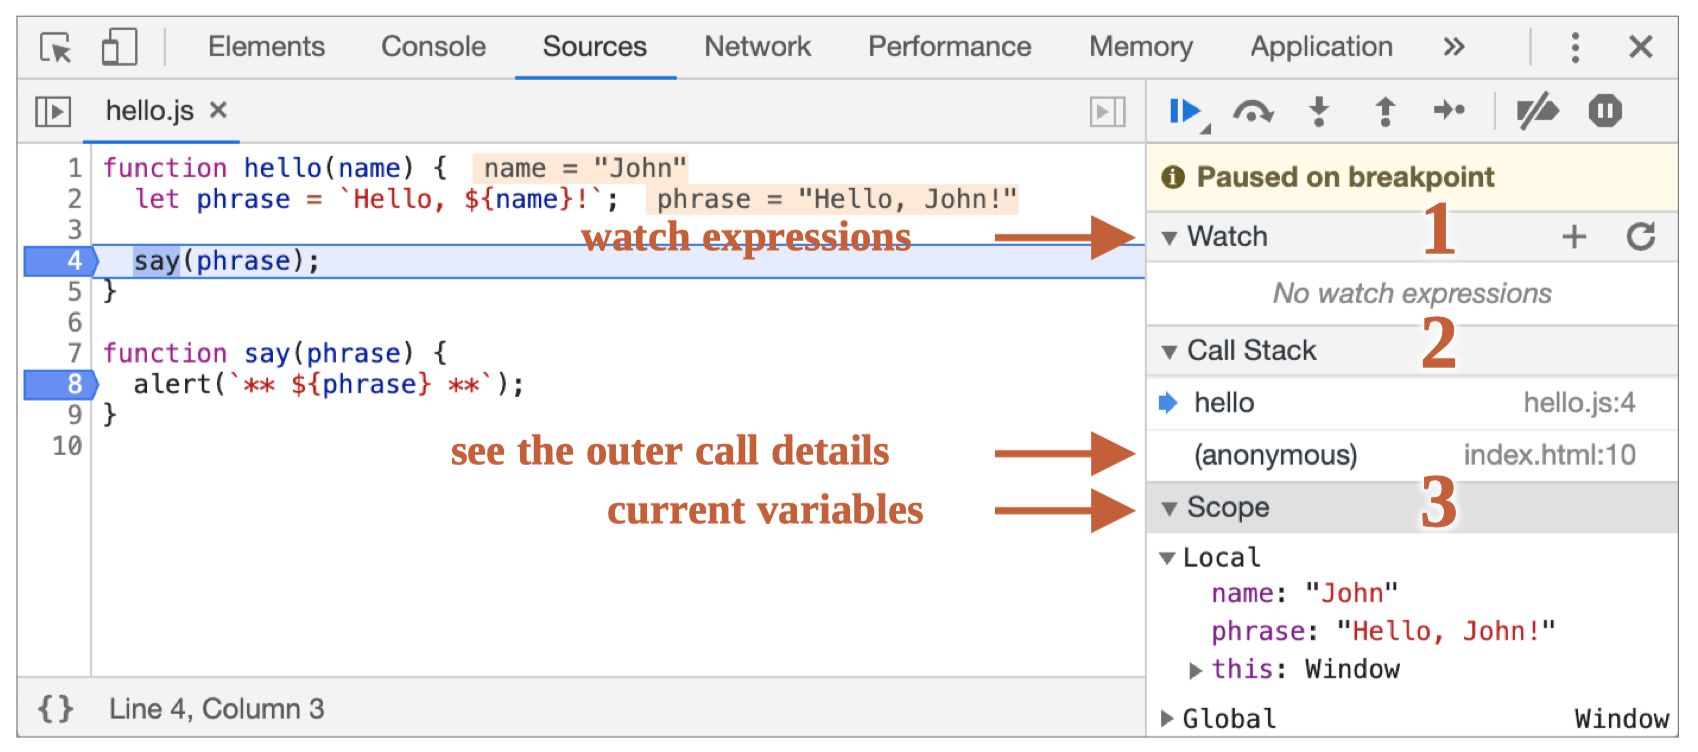 Elements Console Sources Network Performance Memory Application »
hello.js ×
Paused on breakpoint
1 function hello(name) { name = "John"
2 let phrase = `Hello, ${name}!`; phrase = "Hello, John!"
3
4 say(phrase);
5 }
6
7 function say(phrase) {
8 alert(`** ${phrase} **`);
9 }
10
watch expressions
see the outer call details
current variables
{} Line 4, Column 3
Watch 1 +
No watch expressions
Call Stack 2
hello hello.js:4
(anonymous) index.html:10
Scope 3
Local
name: "John"
phrase: "Hello, John!"
this: Window
Global Window